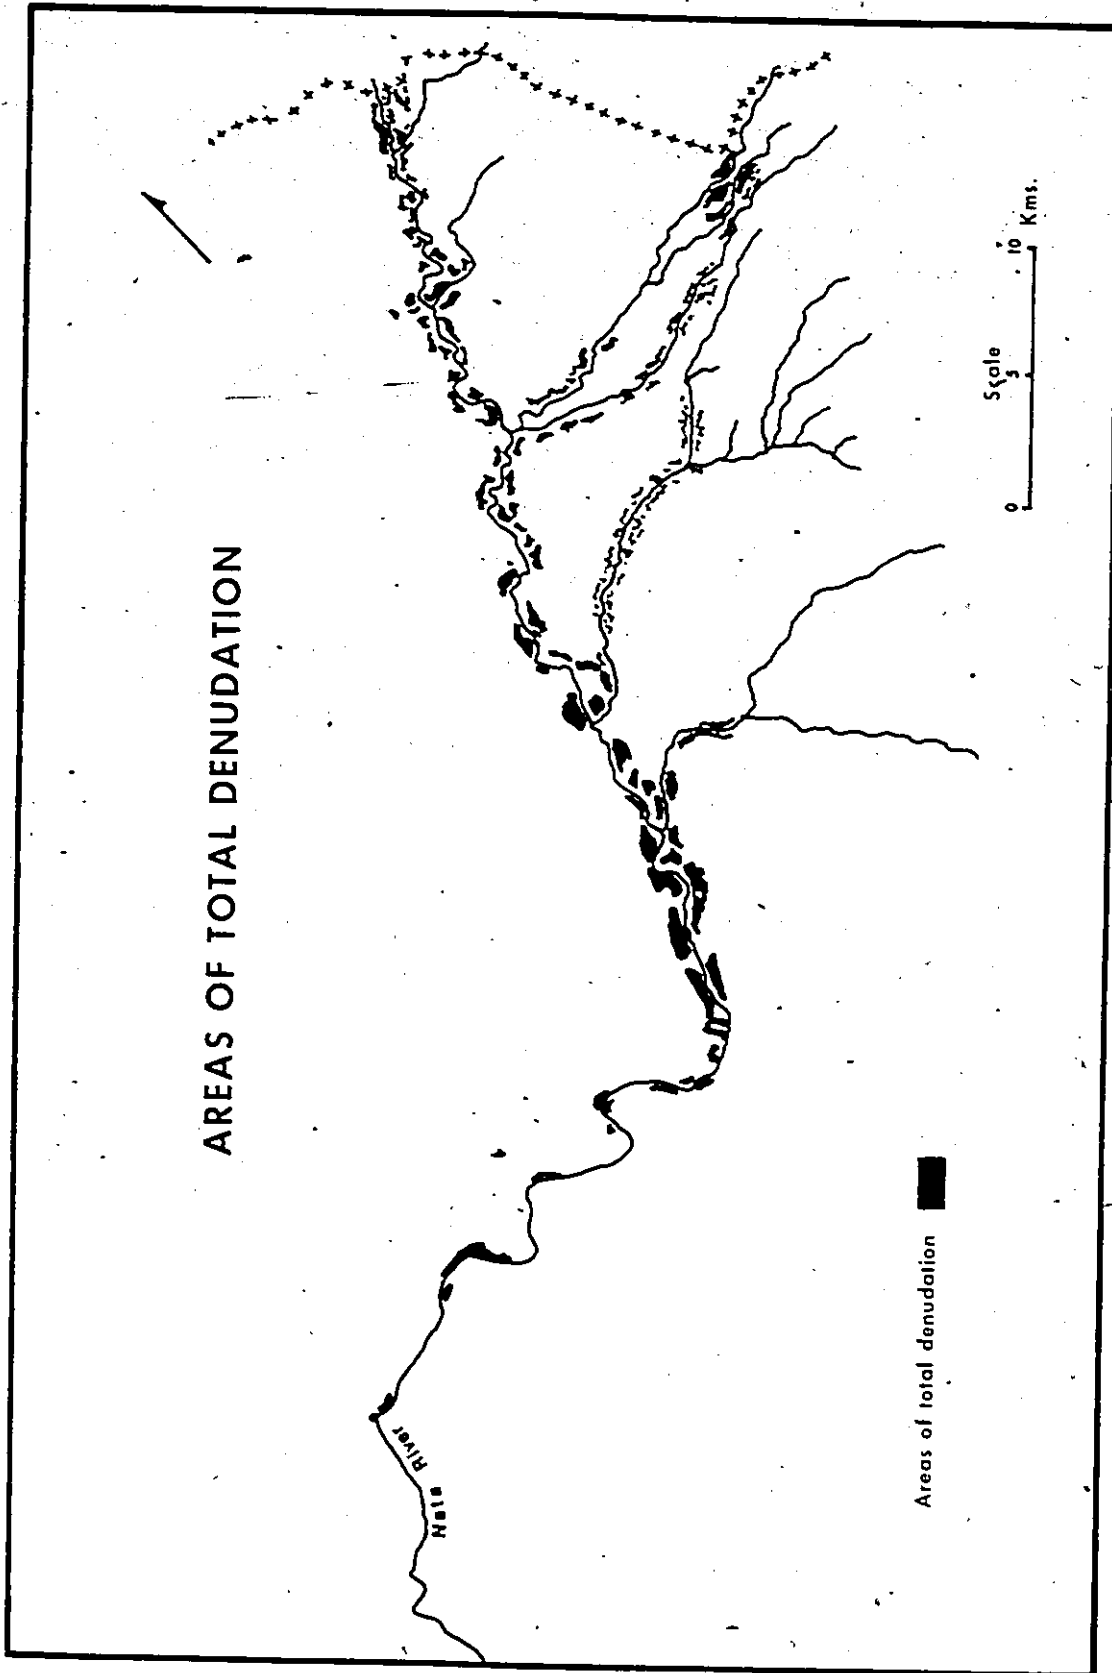 AREAS OF TOTAL DENUDATION
Nata River
Areas of total denudation
Scale
0 5 10 Kms.